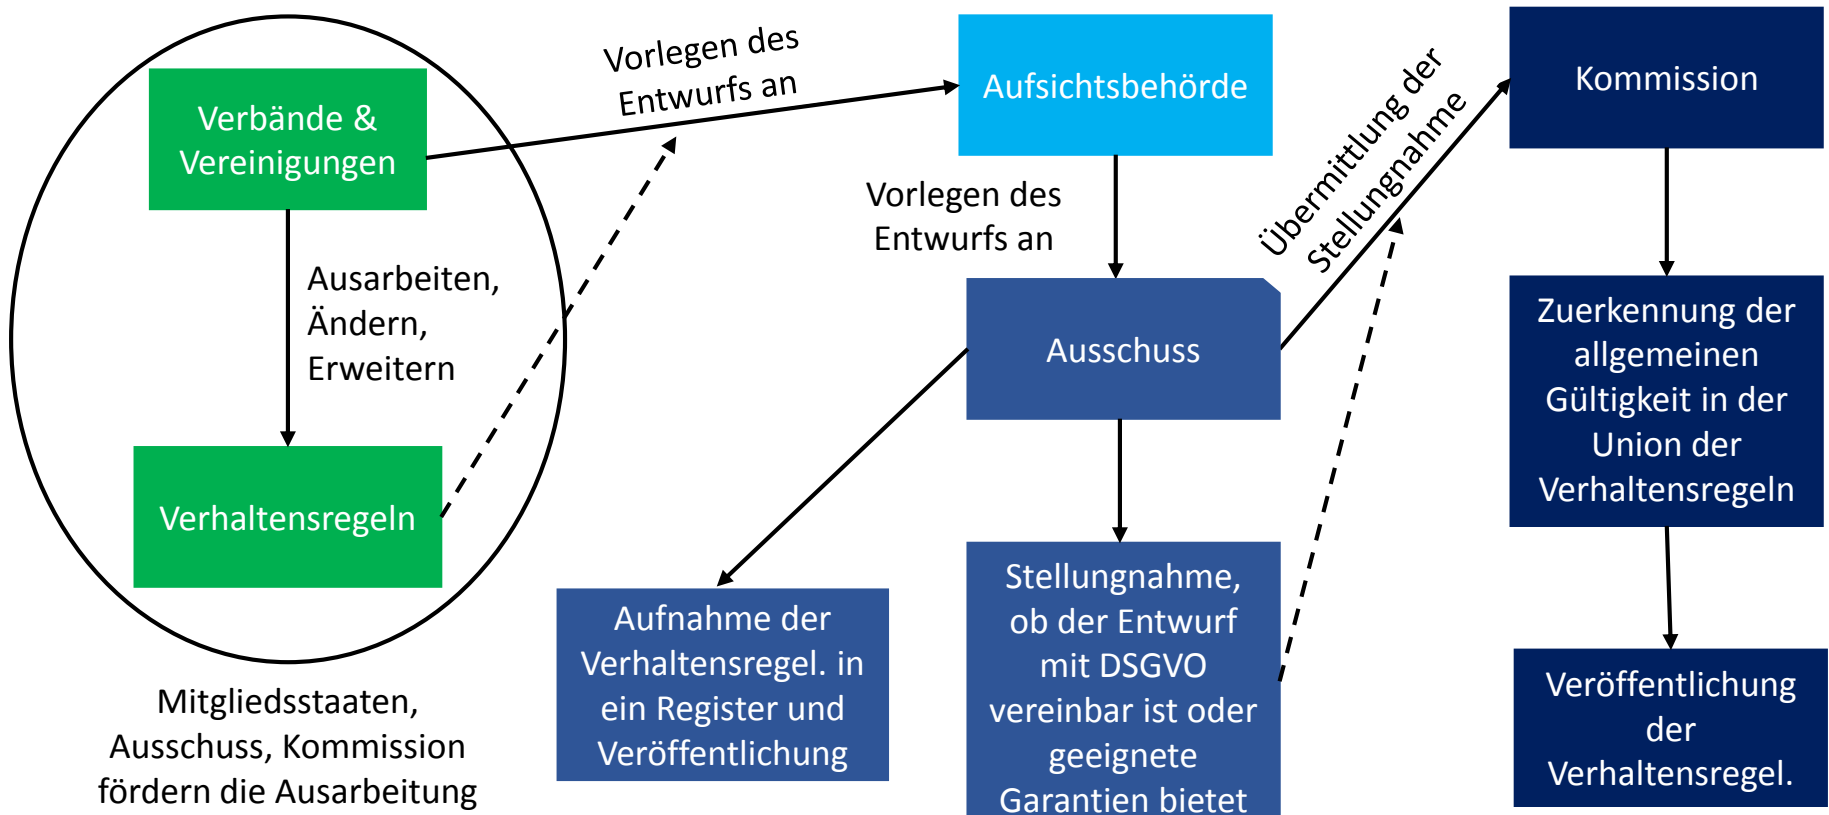 Verbände &
Vereinigungen
Ausarbeiten,
Ändern,
Erweitern
Verhaltensregeln
Mitgliedsstaaten,
Ausschuss, Kommission
fördern die Ausarbeitung
Vorlegen des
Entwurfs an
Aufsichtsbehörde
Vorlegen des
Entwurfs an
Ausschuss
Aufnahme der
Verhaltensregel. in
ein Register und
Veröffentlichung
Stellungnahme,
ob der Entwurf
mit DSGVO
vereinbar ist oder
geeignete
Garantien bietet
Übermittlung der
Stellungnahme
Kommission
Zuerkennung der
allgemeinen
Gültigkeit in der
Union der
Verhaltensregeln
Veröffentlichung
der
Verhaltensregel.